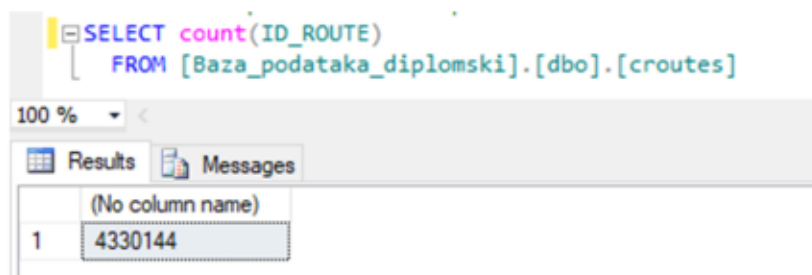 SELECT count(ID_ROUTE)
FROM [Baza_podataka_diplomski].[dbo].[croutes]
100 %
Results Messages
(No column name)
1 4330144